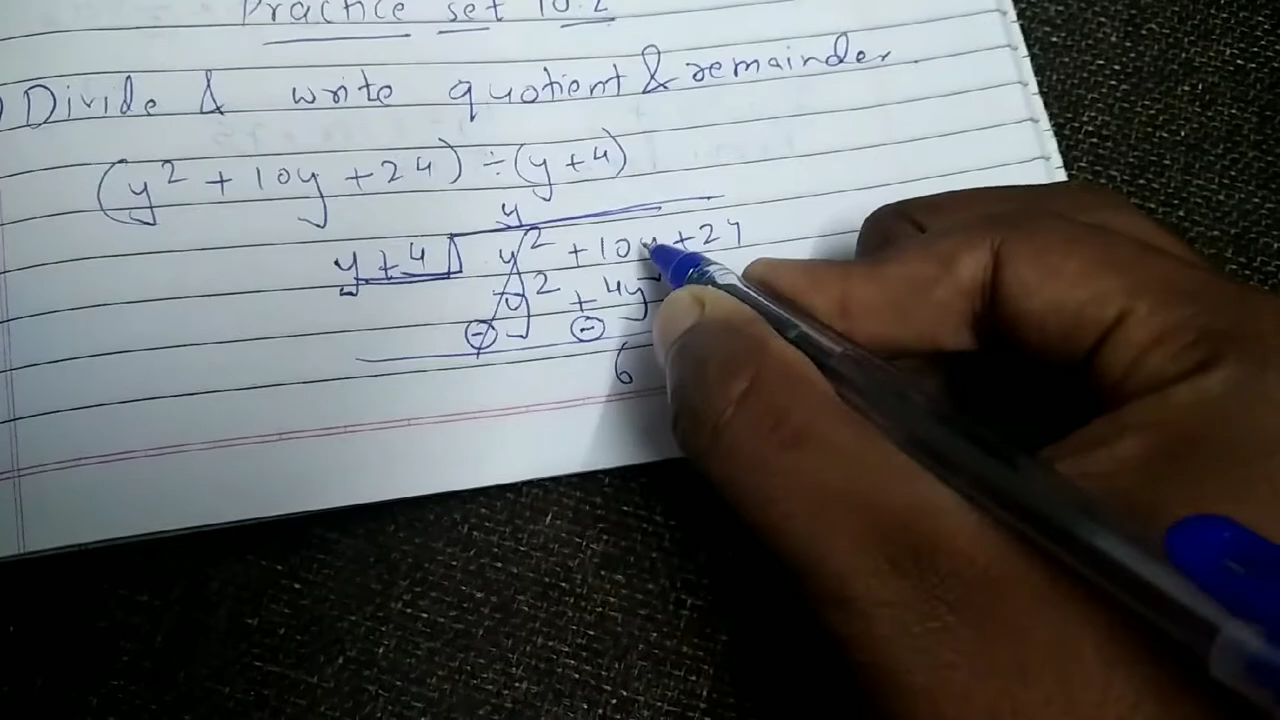 Practice set 10.2
Divide & write quotient & remainder
(y² + 10y + 24) ÷ (y + 4)
y
y + 4 y² + 10y + 24
y² + 4y
⊖ ⊖
6